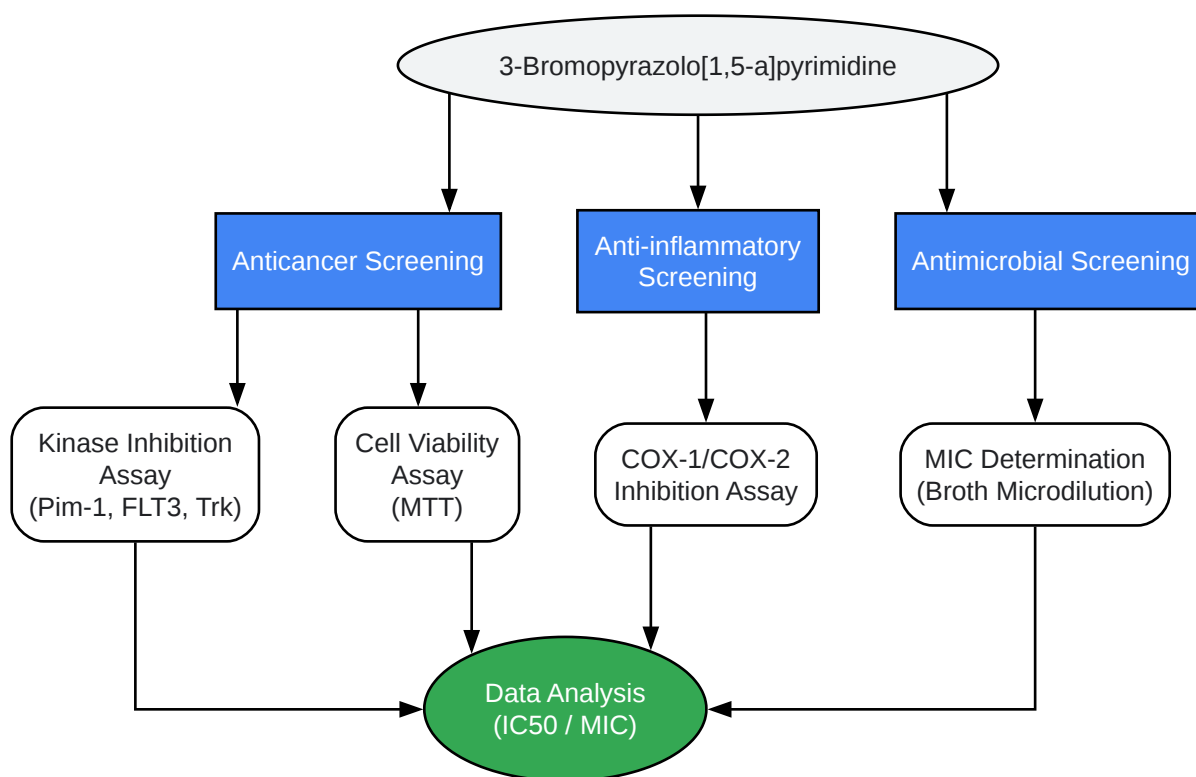 3-Bromopyrazolo[1,5-a]pyrimidine
Anticancer Screening
Anti-inflammatory
Screening
Antimicrobial Screening
Kinase Inhibition
Assay
(Pim-1, FLT3, Trk)
Cell Viability
Assay
(MTT)
COX-1/COX-2
Inhibition Assay
MIC Determination
(Broth Microdilution)
Data Analysis
(IC50 / MIC)